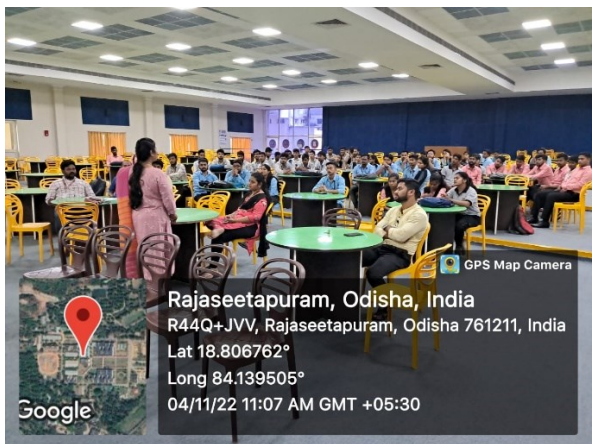 GPS Map Camera
Rajaseetapuram, Odisha, India
R44Q+JVV, Rajaseetapuram, Odisha 761211, India
Lat 18.806762°
Long 84.139505°
04/11/22 11:07 AM GMT +05:30
Google